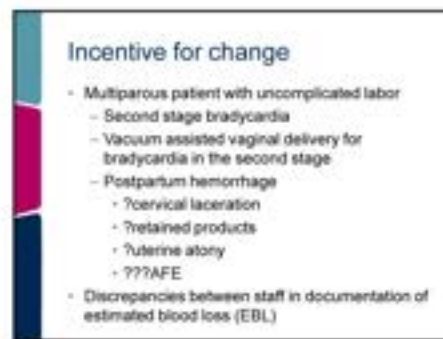 Incentive for change
• Multiparous patient with uncomplicated labor
– Second stage bradycardia
– Vacuum assisted vaginal delivery for
bradycardia in the second stage
– Postpartum hemorrhage
• ?cervical laceration
• ?retained products
• ?uterine atony
• ???AFE
• Discrepancies between staff in documentation of
estimated blood loss (EBL)